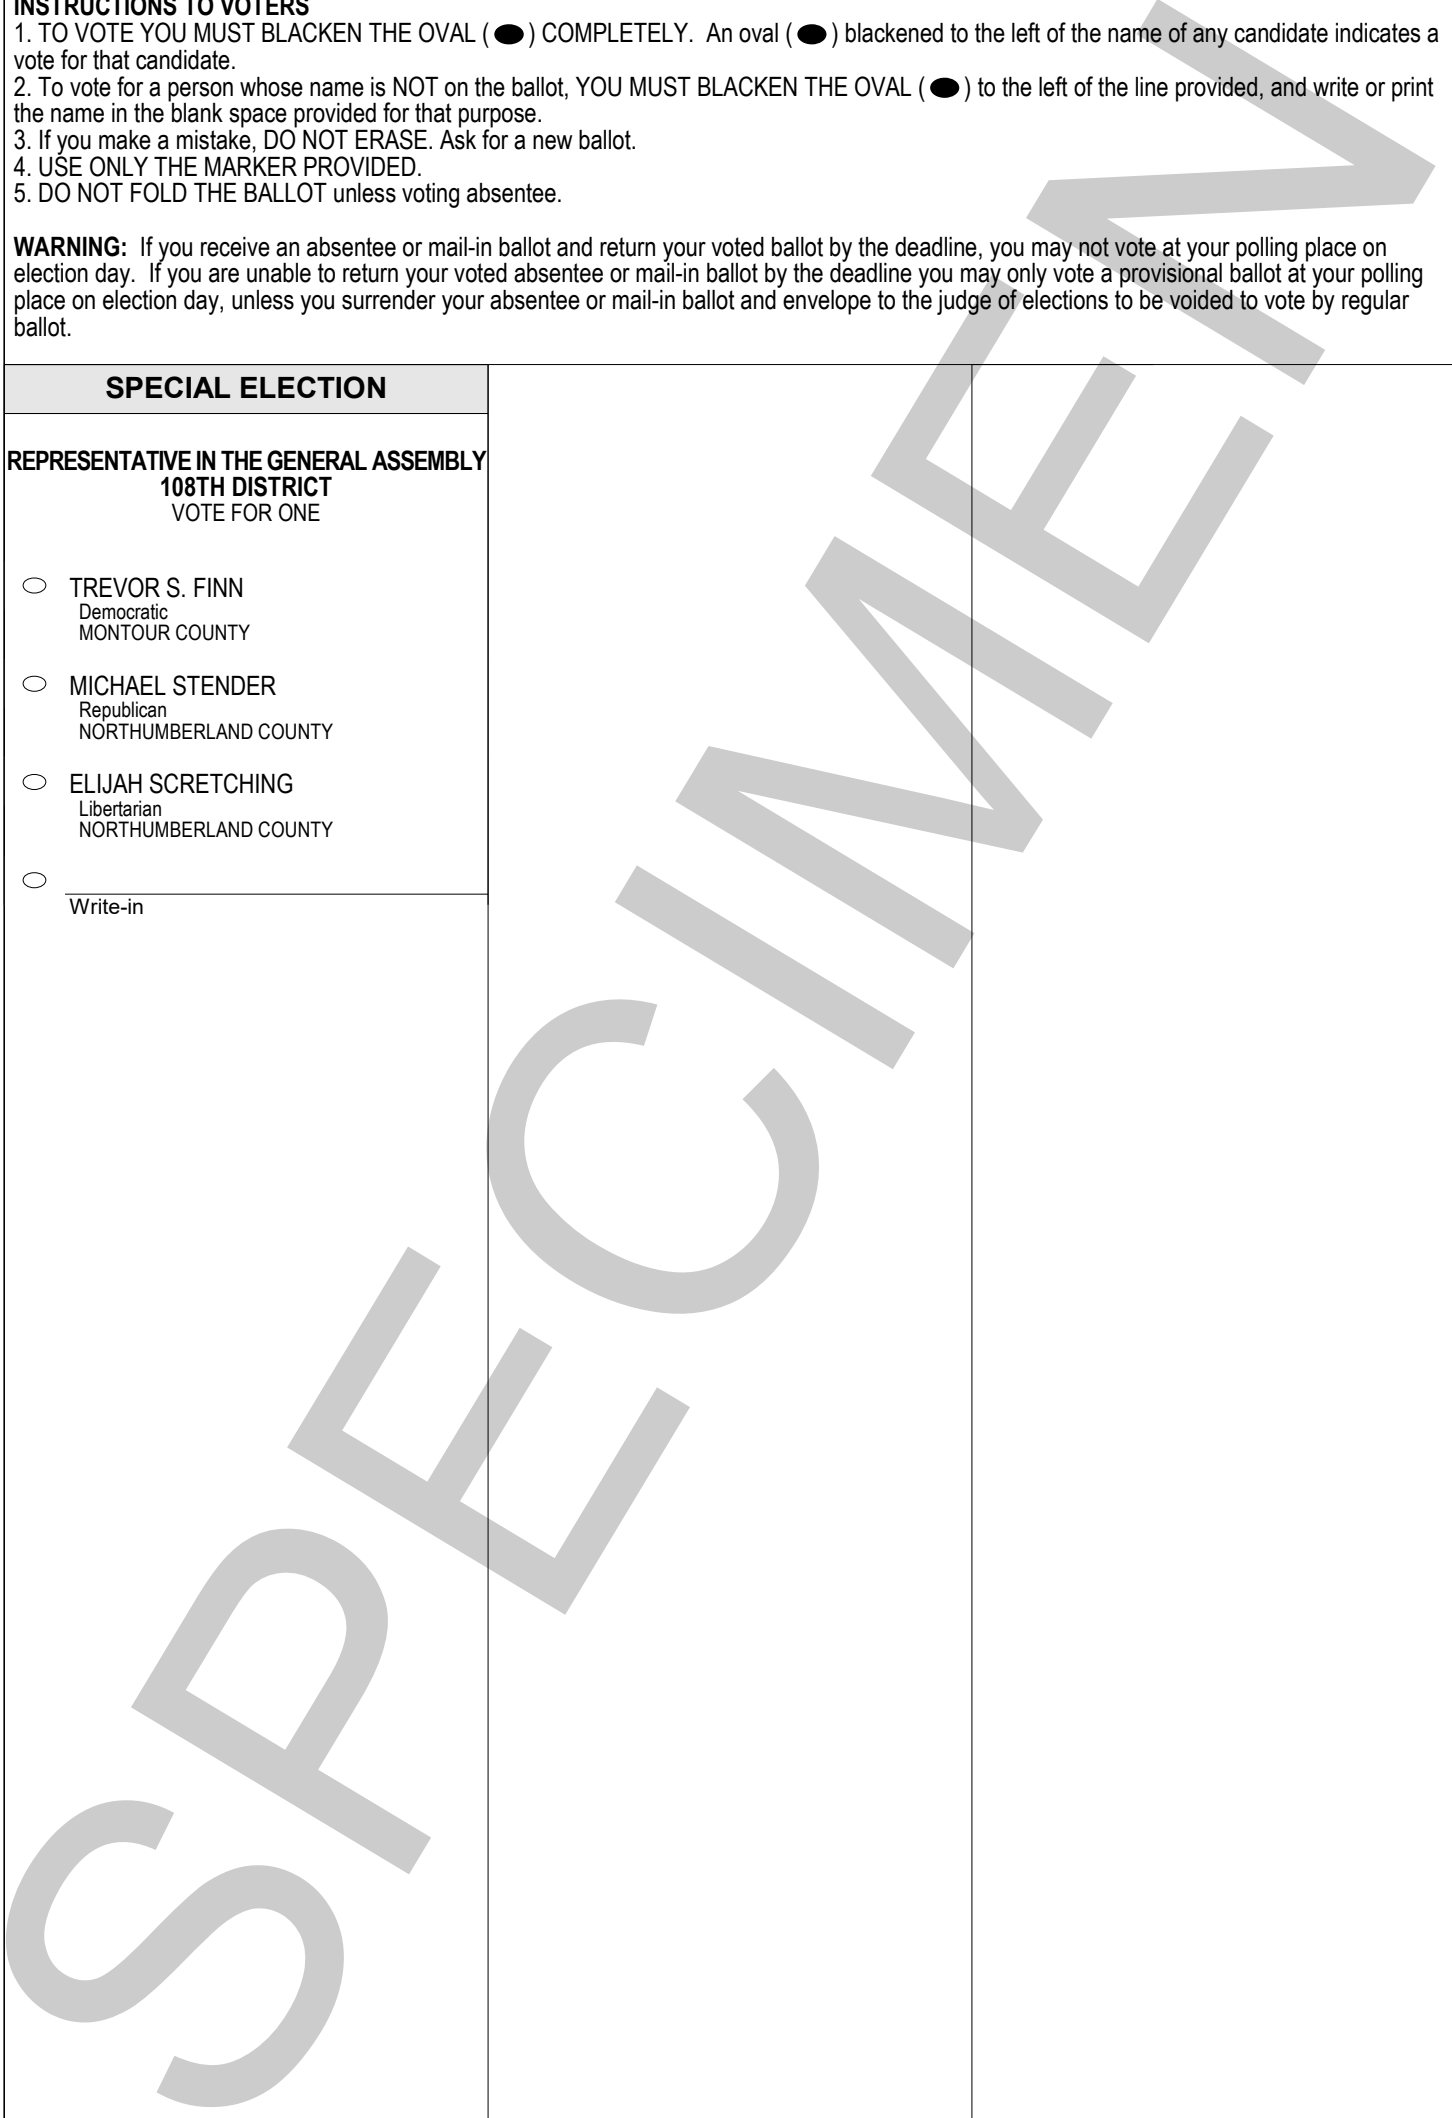 INSTRUCTIONS TO VOTERS
1. TO VOTE YOU MUST BLACKEN THE OVAL ( ) COMPLETELY. An oval ( ) blackened to the left of the name of any candidate indicates a
vote for that candidate.
2. To vote for a person whose name is NOT on the ballot, YOU MUST BLACKEN THE OVAL ( ) to the left of the line provided, and write or print
the name in the blank space provided for that purpose.
3. If you make a mistake, DO NOT ERASE. Ask for a new ballot.
4. USE ONLY THE MARKER PROVIDED.
5. DO NOT FOLD THE BALLOT unless voting absentee.
WARNING: If you receive an absentee or mail-in ballot and return your voted ballot by the deadline, you may not vote at your polling place on
election day. If you are unable to return your voted absentee or mail-in ballot by the deadline you may only vote a provisional ballot at your polling
place on election day, unless you surrender your absentee or mail-in ballot and envelope to the judge of elections to be voided to vote by regular
ballot.
SPECIAL ELECTION
REPRESENTATIVE IN THE GENERAL ASSEMBLY
108TH DISTRICT
VOTE FOR ONE
TREVOR S. FINN
Democratic
MONTOUR COUNTY
MICHAEL STENDER
Republican
NORTHUMBERLAND COUNTY
ELIJAH SCRETCHING
Libertarian
NORTHUMBERLAND COUNTY
Write-in
SPECIMEN